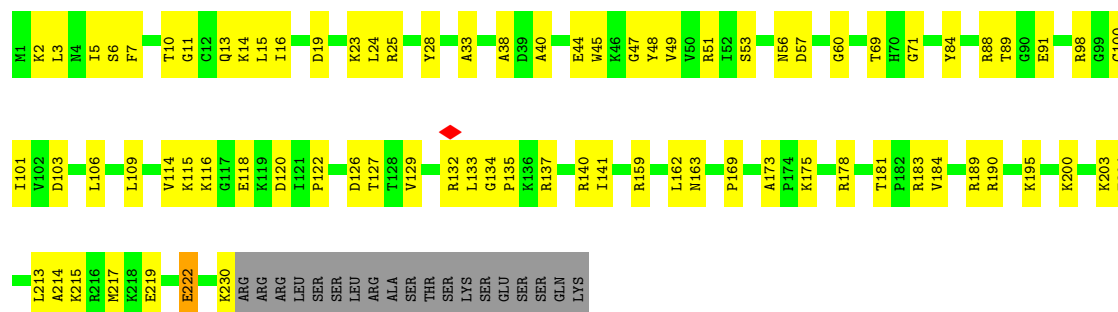 M1 K2 L3 N4 I5 S6 F7 T10 G11 C12 Q13 K14 L15 I16 D19 K23 L24 R25 Y28 A33 A38 D39 A40 E44 W45 K46 G47 Y48 V49 V50 R51 I52 S53 N56 D57 G60 T69 H70 G71 Y84 R88 T89 G90 E91 R98 G99
I101 V102 D103 L106 L109 V114 K115 K116 G117 E118 K119 D120 I121 P122 D126 T127 T128 V129 R132 L133 G134 P135 K136 R137 R140 I141 R159 L162 N163 P169 A173 P174 K175 R178 T181 P182 R183 V184 R189 R190 K195 K200 K203
L213 A214 K215 R216 M217 K218 E219 E222 K230 ARG ARG ARG LEU SER SER LEU ARG ALA SER THR SER LYS SER GLU SER SER GLN LYS